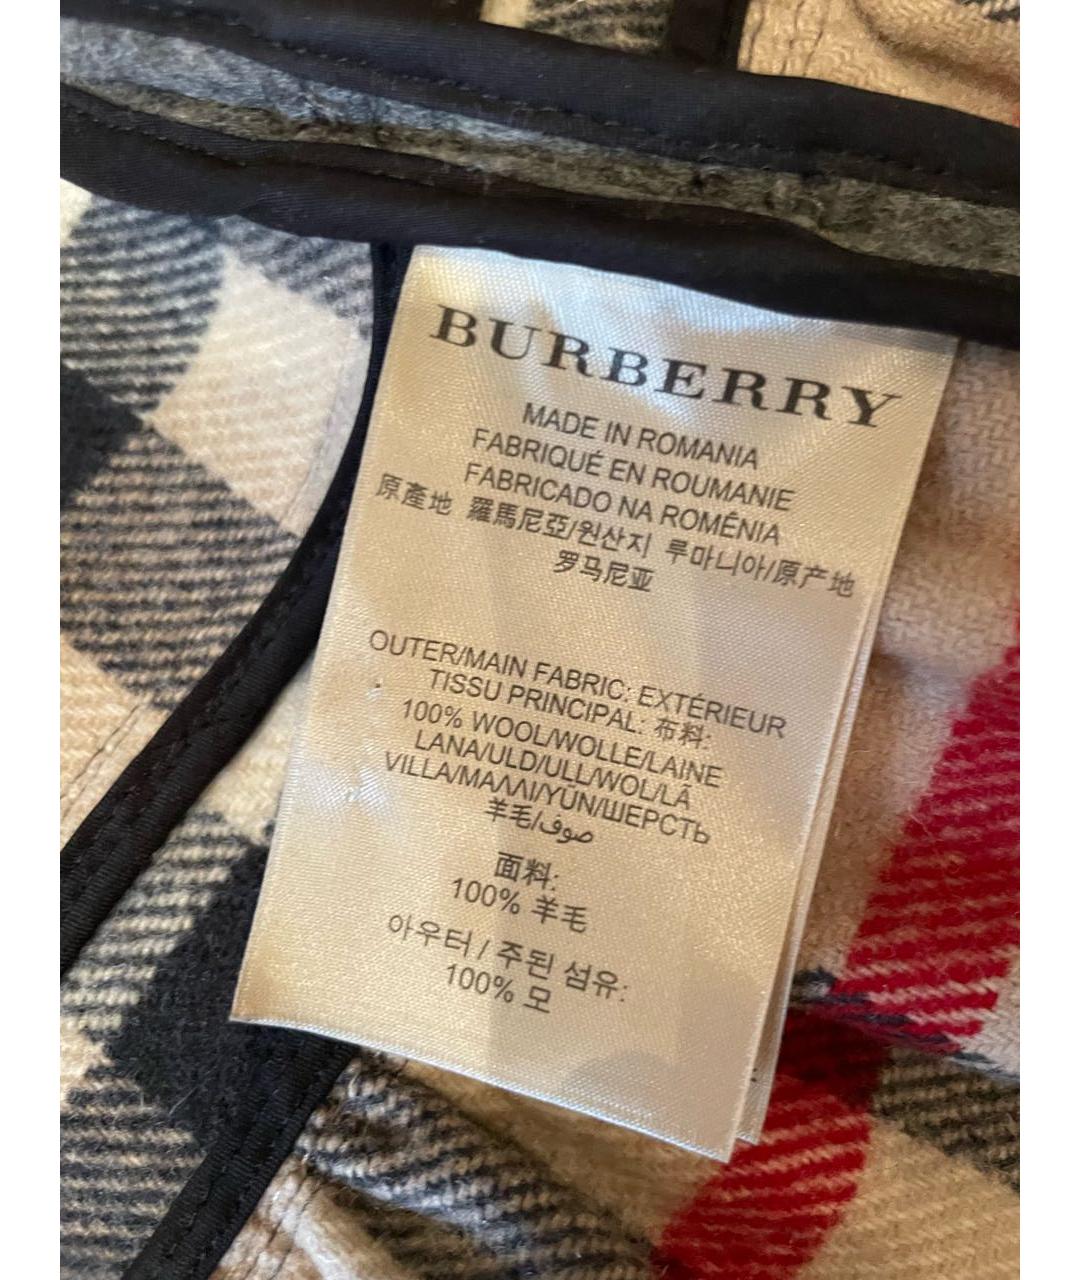 BURBERRY
MADE IN ROMANIA
FABRIQUÉ EN ROUMANIE
FABRICADO NA ROMÉNIA
原產地 羅馬尼亞/원산지 루마니아/原产地
罗马尼亚
OUTER/MAIN FABRIC: EXTÉRIEUR
TISSU PRINCIPAL: 布料:
100% WOOL/WOLLE/LAINE
LANA/ULD/ULL/WOL/LÃ
VILLA/ΜΑΛΛΙ/YÜN/ШЕРСТЬ
羊毛/صوف
面料:
100% 羊毛
아우터 / 주된 섬유:
100% 모